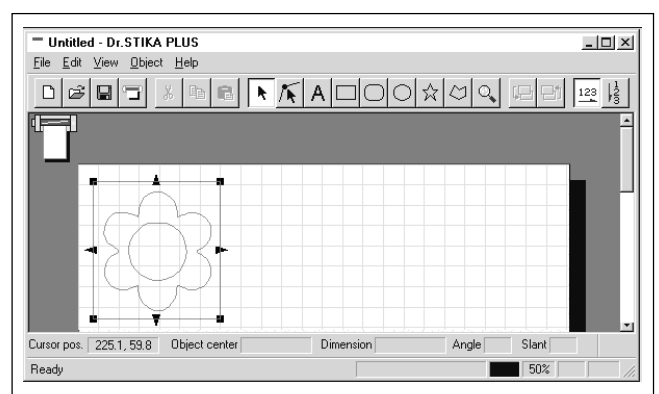 Untitled - Dr.STIKA PLUS
File Edit View Object Help
A 123 123
Cursor pos. 225.1, 59.8 Object center Dimension Angle Slant
Ready 50%